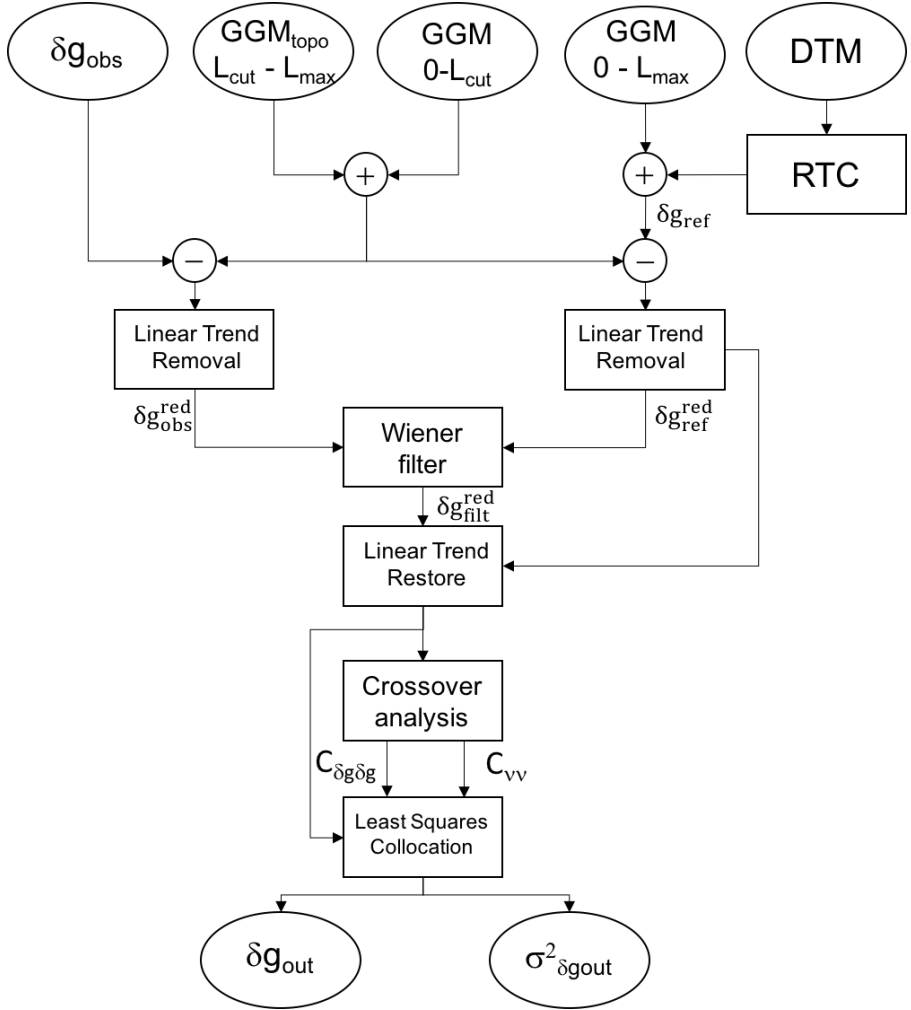 δg_obs
GGM_topo
L_cut - L_max
GGM
0-L_cut
GGM
0 - L_max
DTM
+
+
RTC
δg_ref
−
−
Linear Trend
Removal
Linear Trend
Removal
δg_obs^red
δg_ref^red
Wiener
filter
δg_filt^red
Linear Trend
Restore
Crossover
analysis
C_δgδg
C_νν
Least Squares
Collocation
δg_out
σ²_δgout